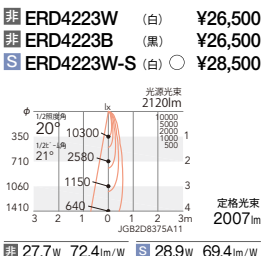 非 ERD4223W （白） ¥26,500
非 ERD4223B （黒） ¥26,500
S ERD4223W-S （白）○ ¥28,500
光源光束
2120lm
φ
lx
1/2照度角
20°
1/2ビーム角
21°
10000
5000
2000
1000
500
350 10300 1
710 2580 2
1060 1150 3
1410 640 4
3 2 1 0 1 2 3m
JGB2D8375A11
定格光束
2007lm
非 27.7W 72.4lm/W S 28.9W 69.4lm/W